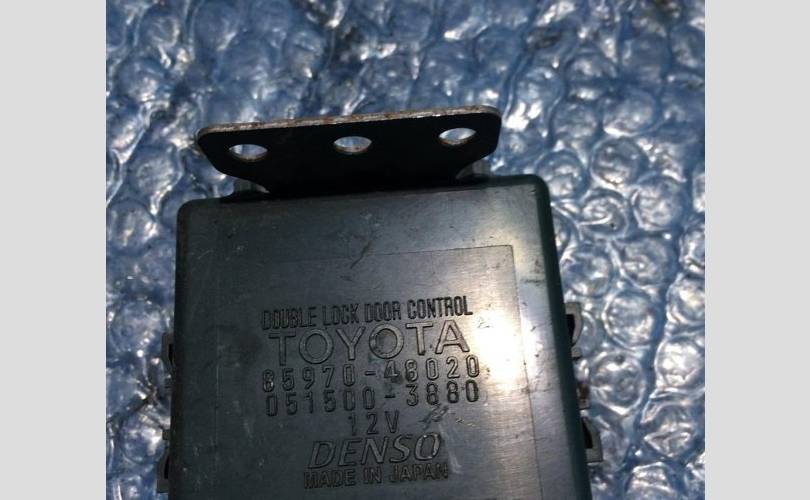 DOUBLE LOCK DOOR CONTROL
TOYOTA
85970-48020
051500-3880
12V
DENSO
MADE IN JAPAN